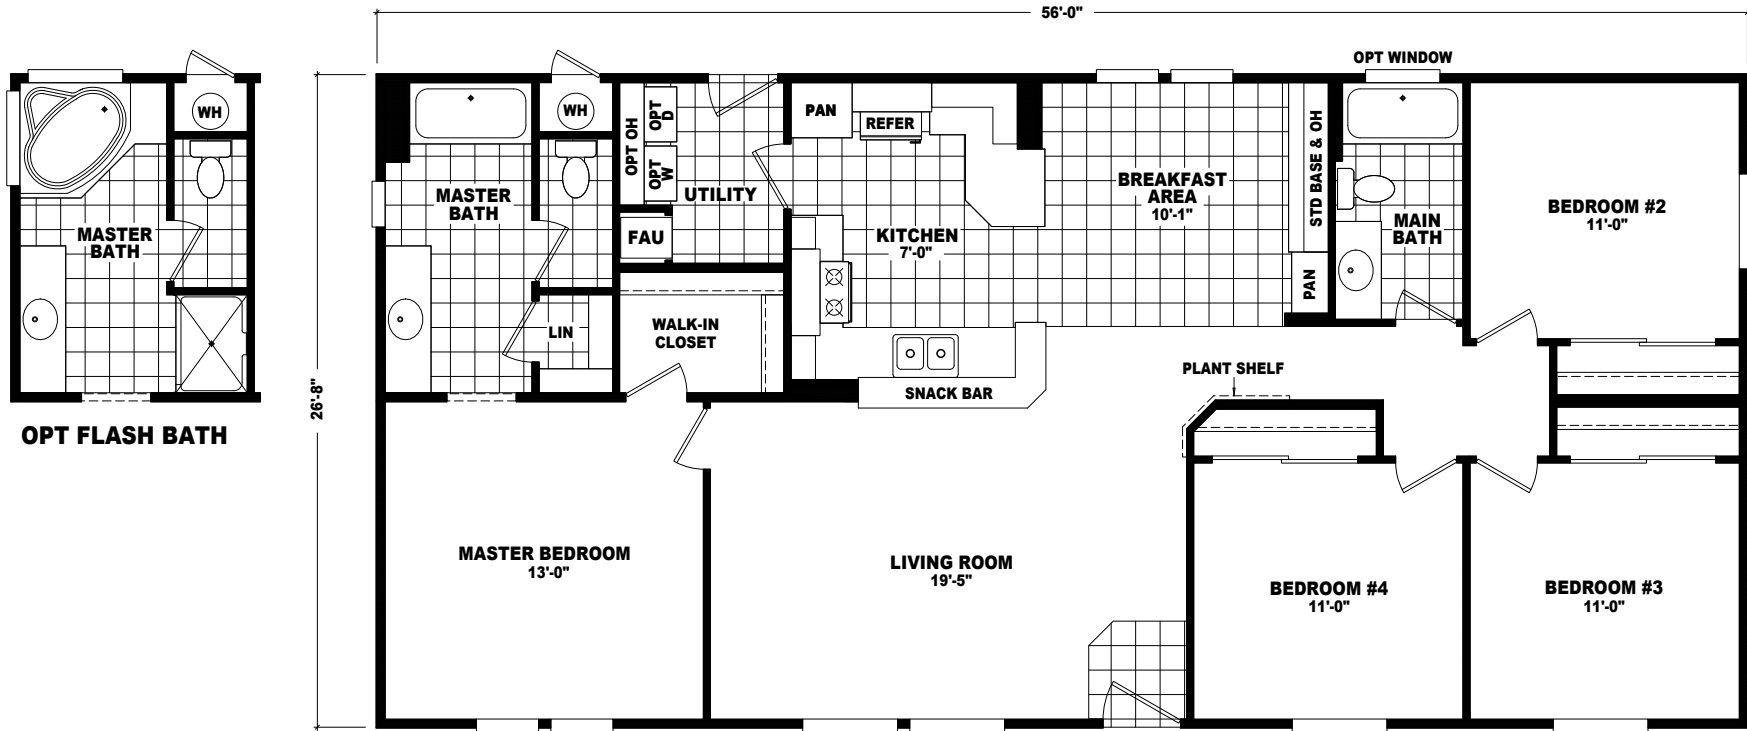 56'-0"
OPT WINDOW
WH
MASTER
BATH
OPT FLASH BATH
26'-8"
MASTER
BATH
WH
LIN
OPT OH
OPT
D
OPT
W
UTILITY
FAU
WALK-IN
CLOSET
PAN
REFER
KITCHEN
7'-0"
SNACK BAR
BREAKFAST
AREA
10'-1"
STD BASE & OH
PAN
MAIN
BATH
BEDROOM #2
11'-0"
PLANT SHELF
MASTER BEDROOM
13'-0"
LIVING ROOM
19'-5"
BEDROOM #4
11'-0"
BEDROOM #3
11'-0"